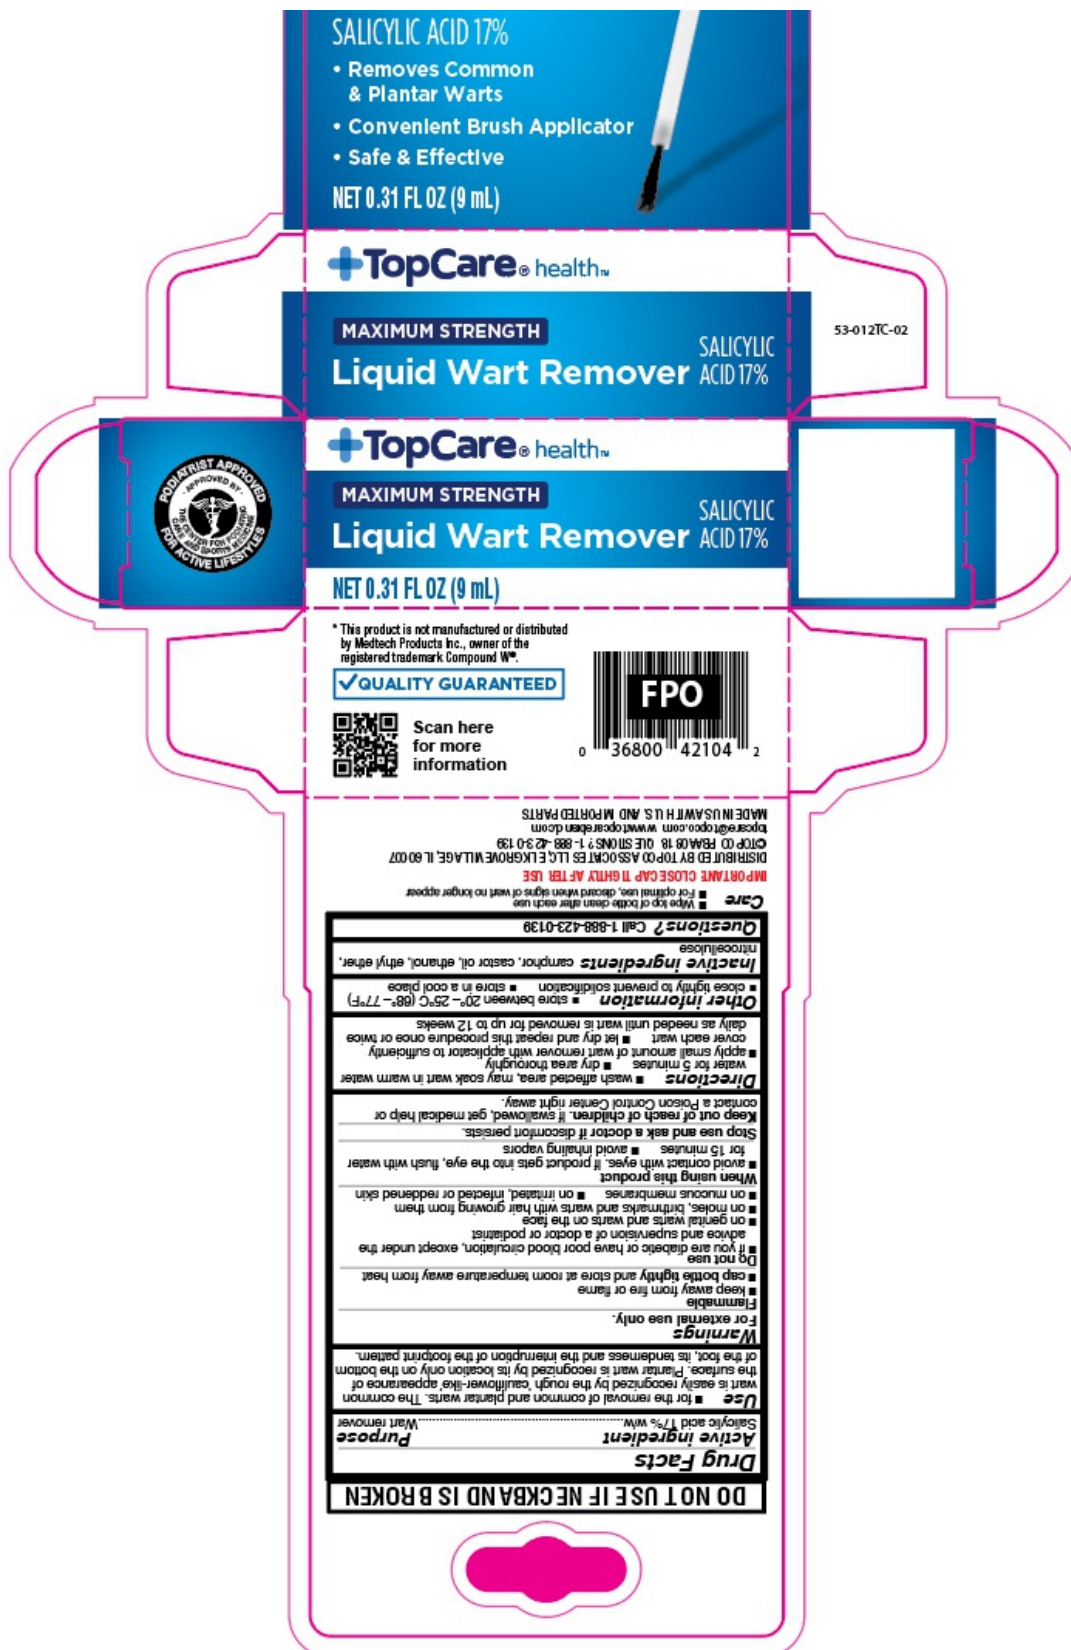 SALICYLIC ACID 17%
• Removes Common
& Plantar Warts
• Convenient Brush Applicator
• Safe & Effective
NET 0.31 FL OZ (9 mL)
TopCare® health™
MAXIMUM STRENGTH
Liquid Wart Remover
SALICYLIC
ACID 17%
53-012TC-02
PODIATRIST APPROVED
• APPROVED BY •
THE CENTER FOR PODIATRIC
CARE AND SPORTS MEDICINE
FOR ACTIVE LIFESTYLES
TopCare® health™
MAXIMUM STRENGTH
Liquid Wart Remover
SALICYLIC
ACID 17%
NET 0.31 FL OZ (9 mL)
* This product is not manufactured or distributed
by Medtech Products Inc., owner of the
registered trademark Compound W®.
QUALITY GUARANTEED
Scan here
for more
information
FPO
0 36800 42104 2
DO NOT USE IF NECKBAND IS BROKEN
Drug Facts
Active ingredient Purpose
Salicylic acid 17% w/w.......Wart remover
Use ■ for the removal of common and plantar warts. The common
wart is easily recognized by the rough 'cauliflower-like' appearance of
the surface. Plantar wart is recognized by its location only on the bottom
of the foot, its tenderness and the interruption of the footprint pattern.
Warnings
For external use only.
Flammable
■ keep away from fire or flame
■ cap bottle tightly and store at room temperature away from heat
Do not use
■ if you are diabetic or have poor blood circulation, except under the
advice and supervision of a doctor or podiatrist
■ on genital warts and warts on the face
■ on moles, birthmarks and warts with hair growing from them
■ on mucous membranes ■ on irritated, infected or reddened skin
When using this product
■ avoid contact with eyes. If product gets into the eye, flush with water
for 15 minutes ■ avoid inhaling vapors
Stop use and ask a doctor if discomfort persists.
Keep out of reach of children. If swallowed, get medical help or
contact a Poison Control Center right away.
Directions ■ wash affected area, may soak wart in warm water
water for 5 minutes ■ dry area thoroughly
■ apply small amount of wart remover with applicator to sufficiently
cover each wart ■ let dry and repeat this procedure once or twice
daily as needed until wart is removed for up to 12 weeks
Other information ■ store between 20°– 25°C (68°– 77°F)
■ close tightly to prevent solidification ■ store in a cool place
Inactive ingredients camphor, castor oil, ethanol, ethyl ether,
nitrocellulose
Questions? Call 1-888-423-0139
Care ■ Wipe top of bottle clean after each use
■ For optimal use, discard when signs of wart no longer appear
IMPORTANT: CLOSE CAP TIGHTLY AFTER USE
DISTRIBUTED BY TOPCO ASSOCIATES LLC, ELK GROVE VILLAGE, IL 60007
©TOPCO PBAA0818 QUESTIONS? 1-888-423-0139
topcare@topco.com www.topcarebrand.com
MADE IN USA WITH U.S. AND IMPORTED PARTS